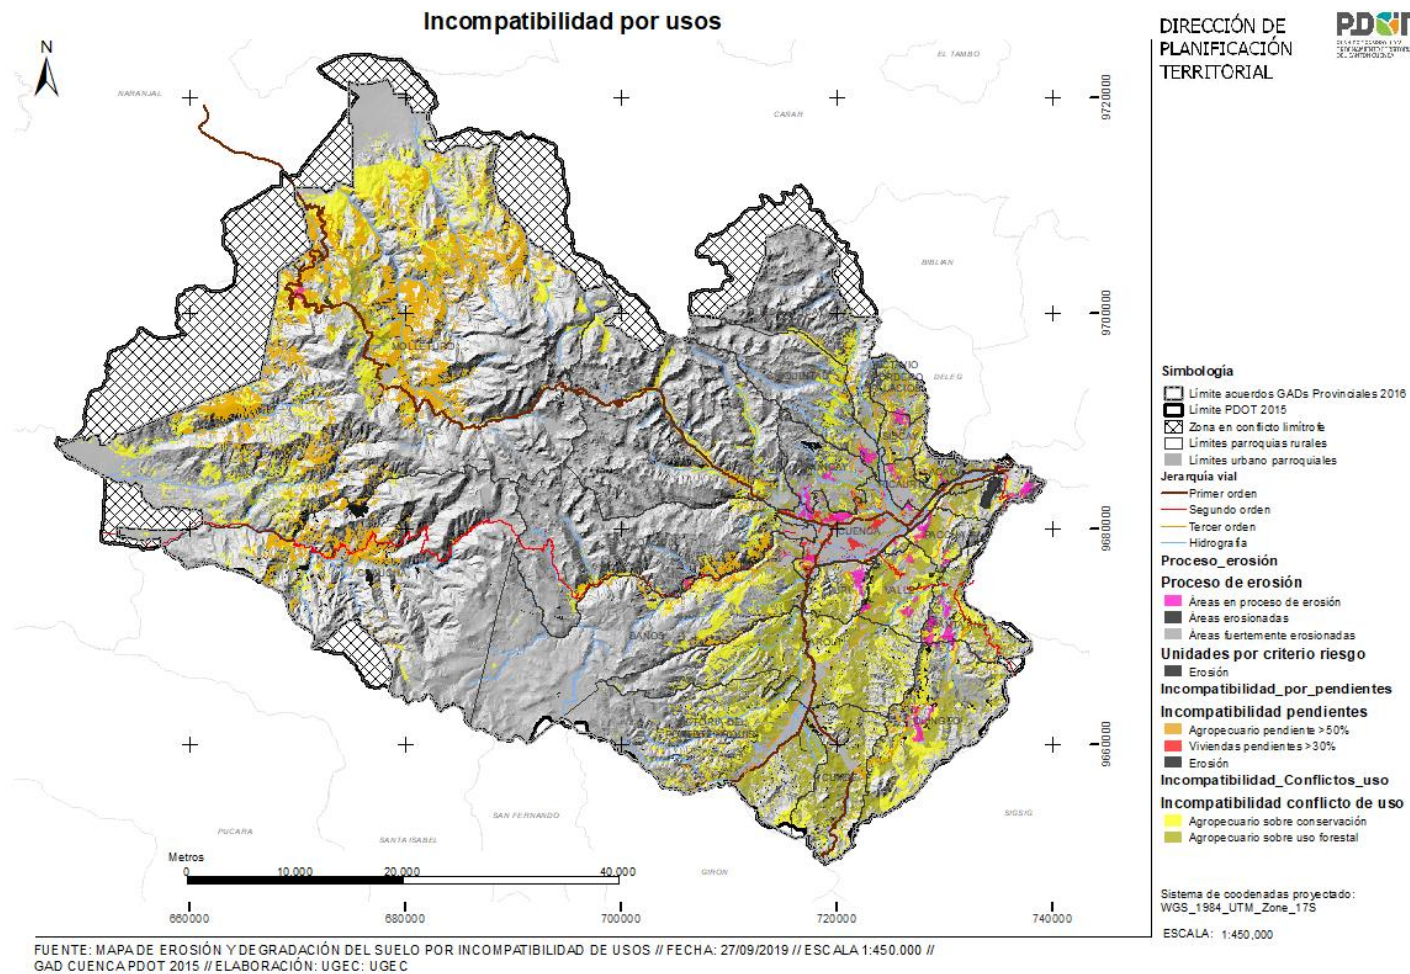 Incompatibilidad por usos
DIRECCIÓN DE
PLANIFICACIÓN
TERRITORIAL
PDOT
DEL CANTON CUENCA
N
NARANJAL
EL TAMBO
CAÑAR
BIBLIAN
DELEG
MOLLETURO
CUENCA
BAÑOS
SIGSIG
PUCARA
SANTA ISABEL
SAN FERNANDO
GIRON
9720000
9700000
9680000
9660000
Metros
0 10.000 20.000 40.000
660000 680000 700000 720000 740000
Simbología
Límite acuerdos GADs Provinciales 2016
Límite PDOT 2015
Zona en conflicto limítrofe
Límites parroquias rurales
Límites urbano parroquiales
Jerarquía vial
Primer orden
Segundo orden
Tercer orden
Hidrografía
Proceso_erosión
Proceso de erosión
Áreas en proceso de erosión
Áreas erosionadas
Áreas fuertemente erosionadas
Unidades por criterio riesgo
Erosión
Incompatibilidad_por_pendientes
Incompatibilidad pendientes
Agropecuario pendiente >50%
Viviendas pendientes >30%
Erosión
Incompatibilidad_Conflictos_uso
Incompatibilidad conflicto de uso
Agropecuario sobre conservación
Agropecuario sobre uso forestal
Sistema de coodenadas proyectado:
WGS_1984_UTM_Zone_17S
ESCALA: 1:450,000
FUENTE: MAPA DE EROSIÓN Y DEGRADACIÓN DEL SUELO POR INCOMPATIBILIDAD DE USOS // FECHA: 27/09/2019 // ESCALA 1:450.000 //
GAD CUENCA PDOT 2015 // ELABORACIÓN: UGEC: UGEC